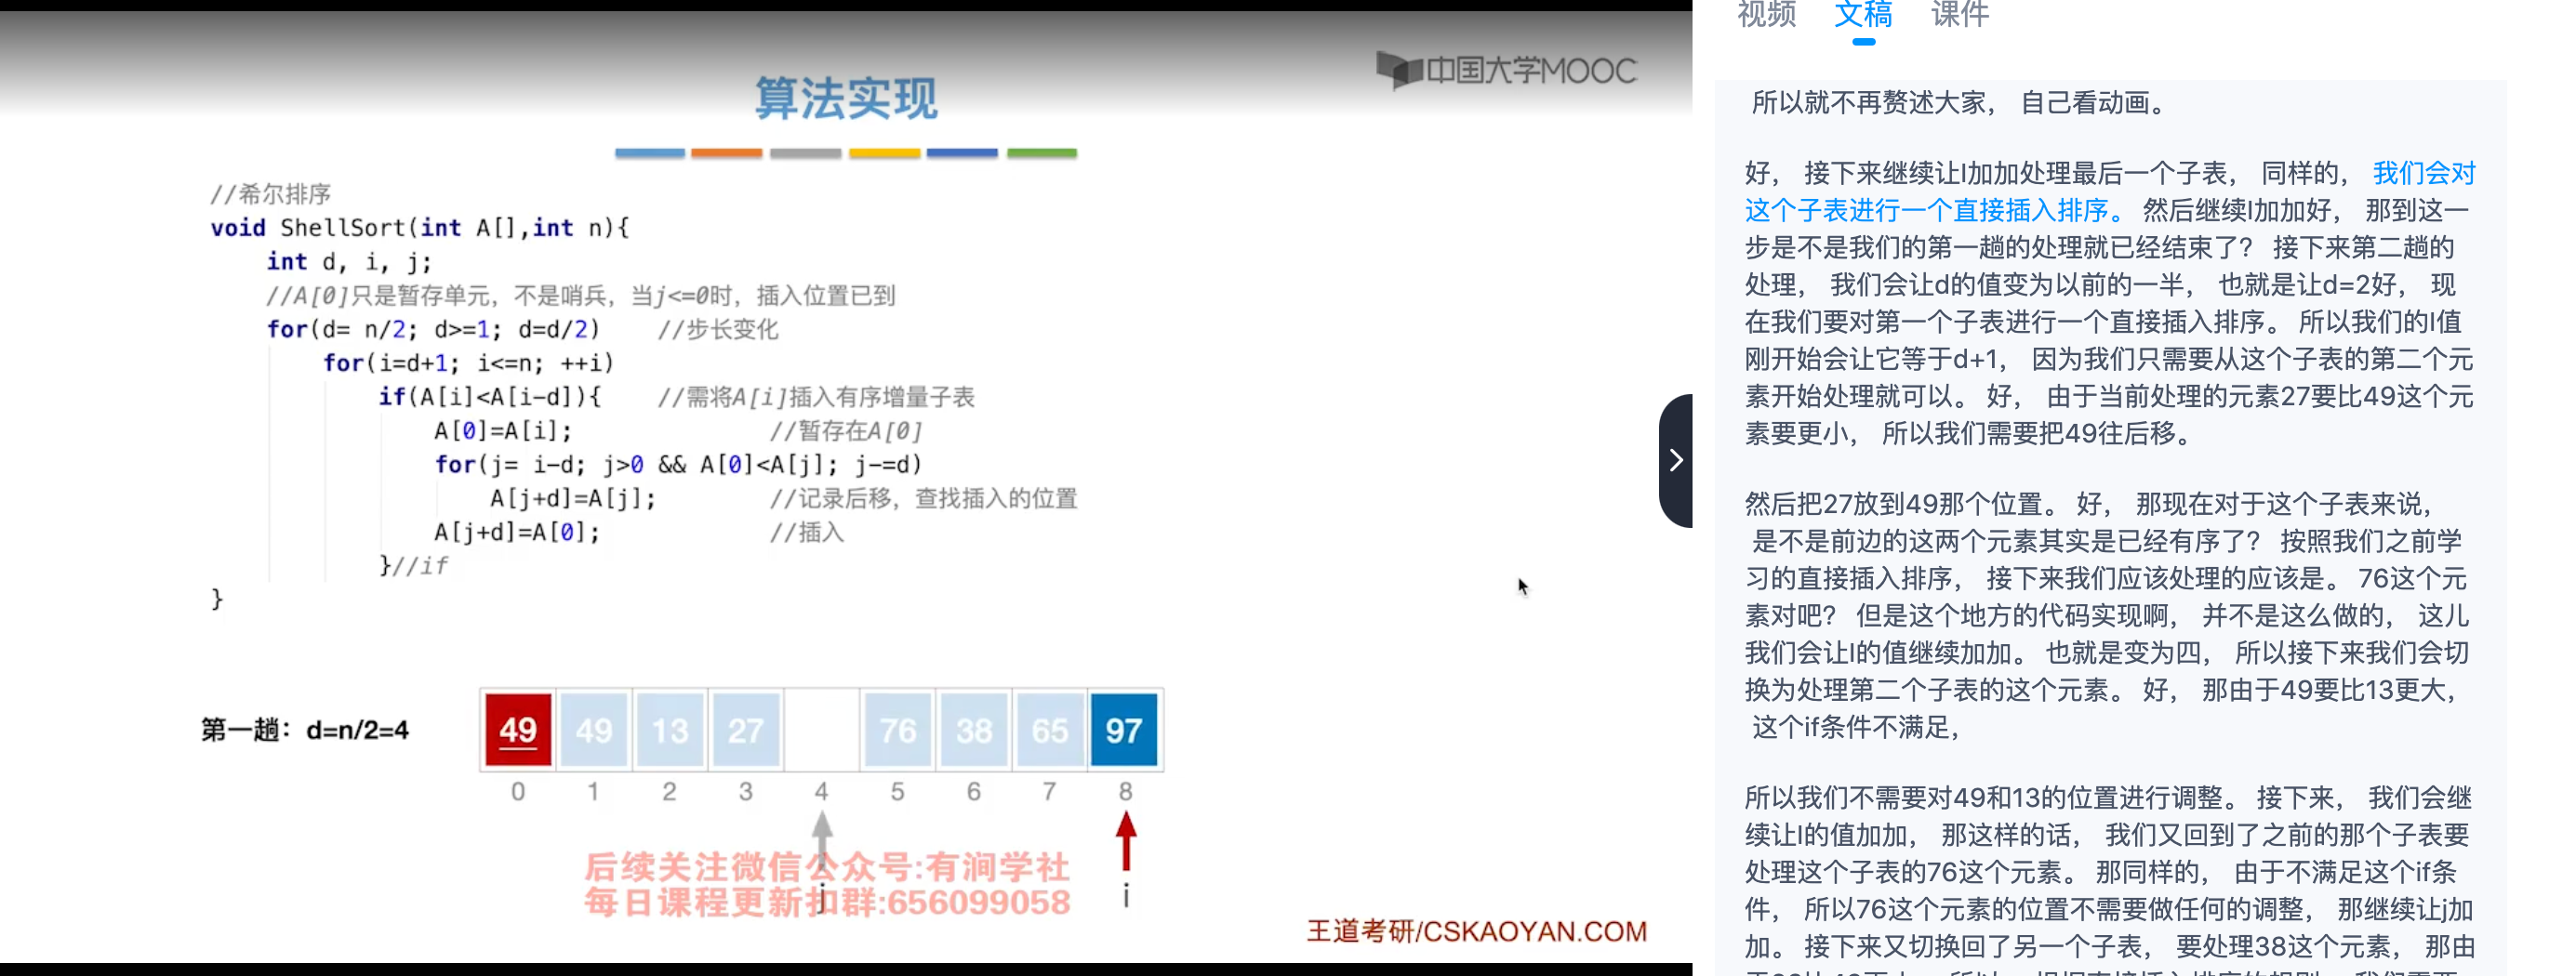 中国大学MOOC
算法实现
//希尔排序
void ShellSort(int A[],int n){
int d, i, j;
//A[0]只是暂存单元，不是哨兵，当j<=0时，插入位置已到
for(d= n/2; d>=1; d=d/2) //步长变化
for(i=d+1; i<=n; ++i)
if(A[i]<A[i-d]){ //需将A[i]插入有序增量子表
A[0]=A[i]; //暂存在A[0]
for(j= i-d; j>0 && A[0]<A[j]; j-=d)
A[j+d]=A[j]; //记录后移，查找插入的位置
A[j+d]=A[0]; //插入
}//if
}
第一趟：d=n/2=4
49 49 13 27 76 38 65 97
0 1 2 3 4 5 6 7 8
j i
后续关注微信公众号:有涧学社
每日课程更新扣群:656099058
王道考研/CSKAOYAN.COM
视频 文稿 课件
所以就不再赘述大家， 自己看动画。
好， 接下来继续让I加加处理最后一个子表， 同样的， 我们会对
这个子表进行一个直接插入排序。 然后继续I加加好， 那到这一
步是不是我们的第一趟的处理就已经结束了？ 接下来第二趟的
处理， 我们会让d的值变为以前的一半， 也就是让d=2好， 现
在我们要对第一个子表进行一个直接插入排序。 所以我们的I值
刚开始会让它等于d+1， 因为我们只需要从这个子表的第二个元
素开始处理就可以。 好， 由于当前处理的元素27要比49这个元
素要更小， 所以我们需要把49往后移。
然后把27放到49那个位置。 好， 那现在对于这个子表来说，
是不是前边的这两个元素其实是已经有序了？ 按照我们之前学
习的直接插入排序， 接下来我们应该处理的应该是。 76这个元
素对吧？ 但是这个地方的代码实现啊， 并不是这么做的， 这儿
我们会让I的值继续加加。 也就是变为四， 所以接下来我们会切
换为处理第二个子表的这个元素。 好， 那由于49要比13更大，
这个if条件不满足，
所以我们不需要对49和13的位置进行调整。 接下来， 我们会继
续让I的值加加， 那这样的话， 我们又回到了之前的那个子表要
处理这个子表的76这个元素。 那同样的， 由于不满足这个if条
件， 所以76这个元素的位置不需要做任何的调整， 那继续让j加
加。 接下来又切换回了另一个子表， 要处理38这个元素， 那由